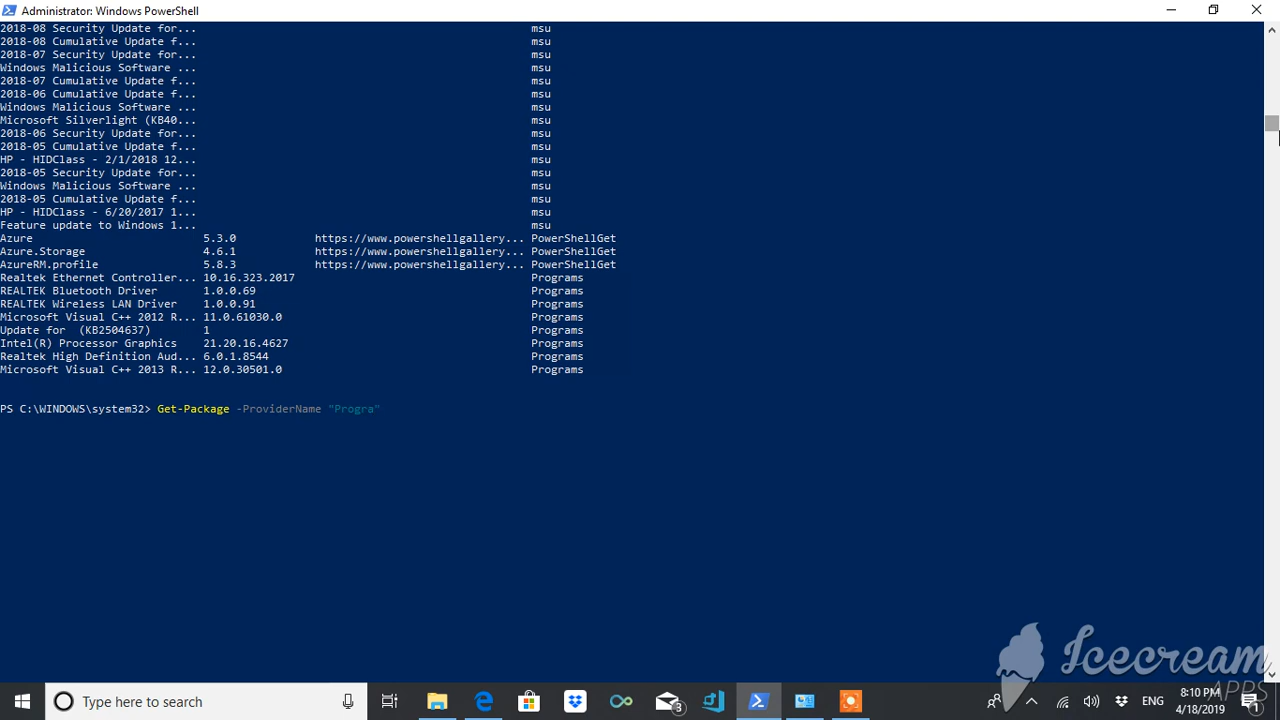 Administrator: Windows PowerShell
2018-08 Security Update for... msu
2018-08 Cumulative Update f... msu
2018-07 Security Update for... msu
Windows Malicious Software ... msu
2018-07 Cumulative Update f... msu
2018-06 Cumulative Update f... msu
Windows Malicious Software ... msu
Microsoft Silverlight (KB40... msu
2018-06 Security Update for... msu
2018-05 Cumulative Update f... msu
HP - HIDClass - 2/1/2018 12... msu
2018-05 Security Update for... msu
Windows Malicious Software ... msu
2018-05 Cumulative Update f... msu
HP - HIDClass - 6/20/2017 1... msu
Feature update to Windows 1... msu
Azure 5.3.0 https://www.powershellgallery... PowerShellGet
Azure.Storage 4.6.1 https://www.powershellgallery... PowerShellGet
AzureRM.profile 5.8.3 https://www.powershellgallery... PowerShellGet
Realtek Ethernet Controller... 10.16.323.2017 Programs
REALTEK Bluetooth Driver 1.0.0.69 Programs
REALTEK Wireless LAN Driver 1.0.0.91 Programs
Microsoft Visual C++ 2012 R... 11.0.61030.0 Programs
Update for  (KB2504637) 1 Programs
Intel(R) Processor Graphics 21.20.16.4627 Programs
Realtek High Definition Aud... 6.0.1.8544 Programs
Microsoft Visual C++ 2013 R... 12.0.30501.0 Programs
PS C:\WINDOWS\system32> Get-Package -ProviderName "Progra"
Icecream
APPS
Type here to search
3
ENG
8:10 PM
4/18/2019
1